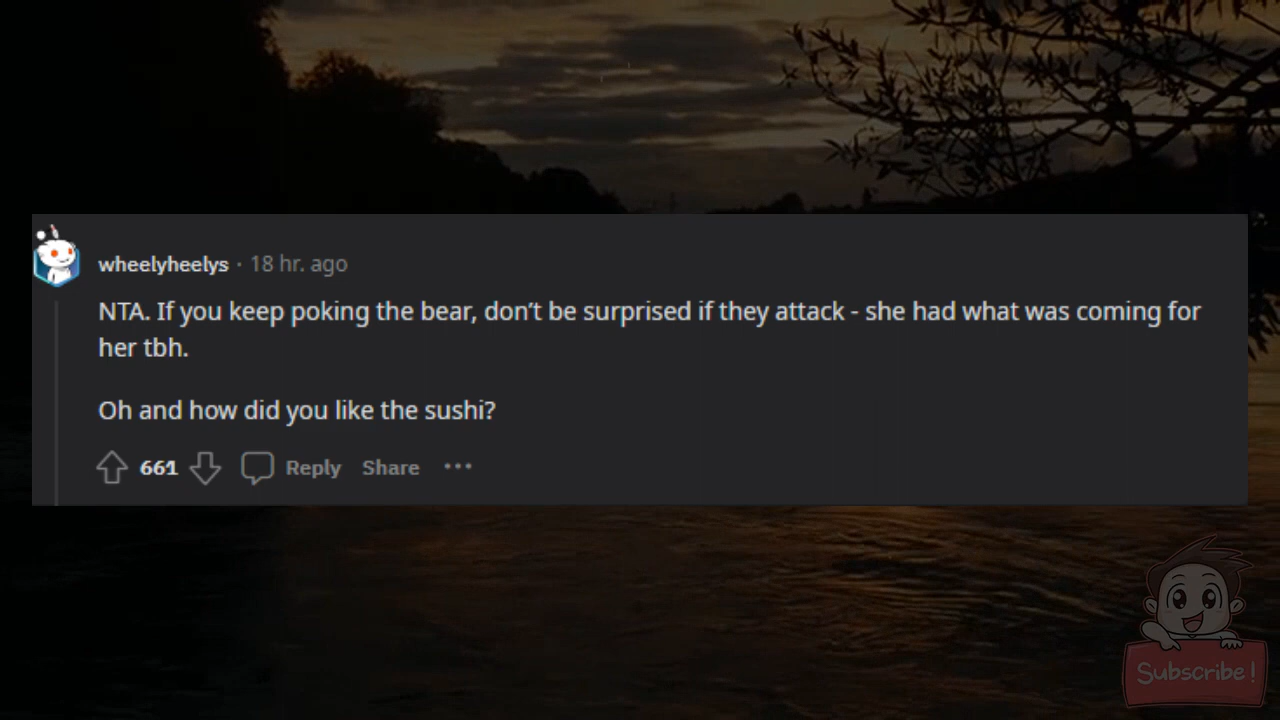 wheelyheelys · 18 hr. ago
NTA. If you keep poking the bear, don’t be surprised if they attack - she had what was coming for
her tbh.
Oh and how did you like the sushi?
661 Reply Share ···
Subscribe!